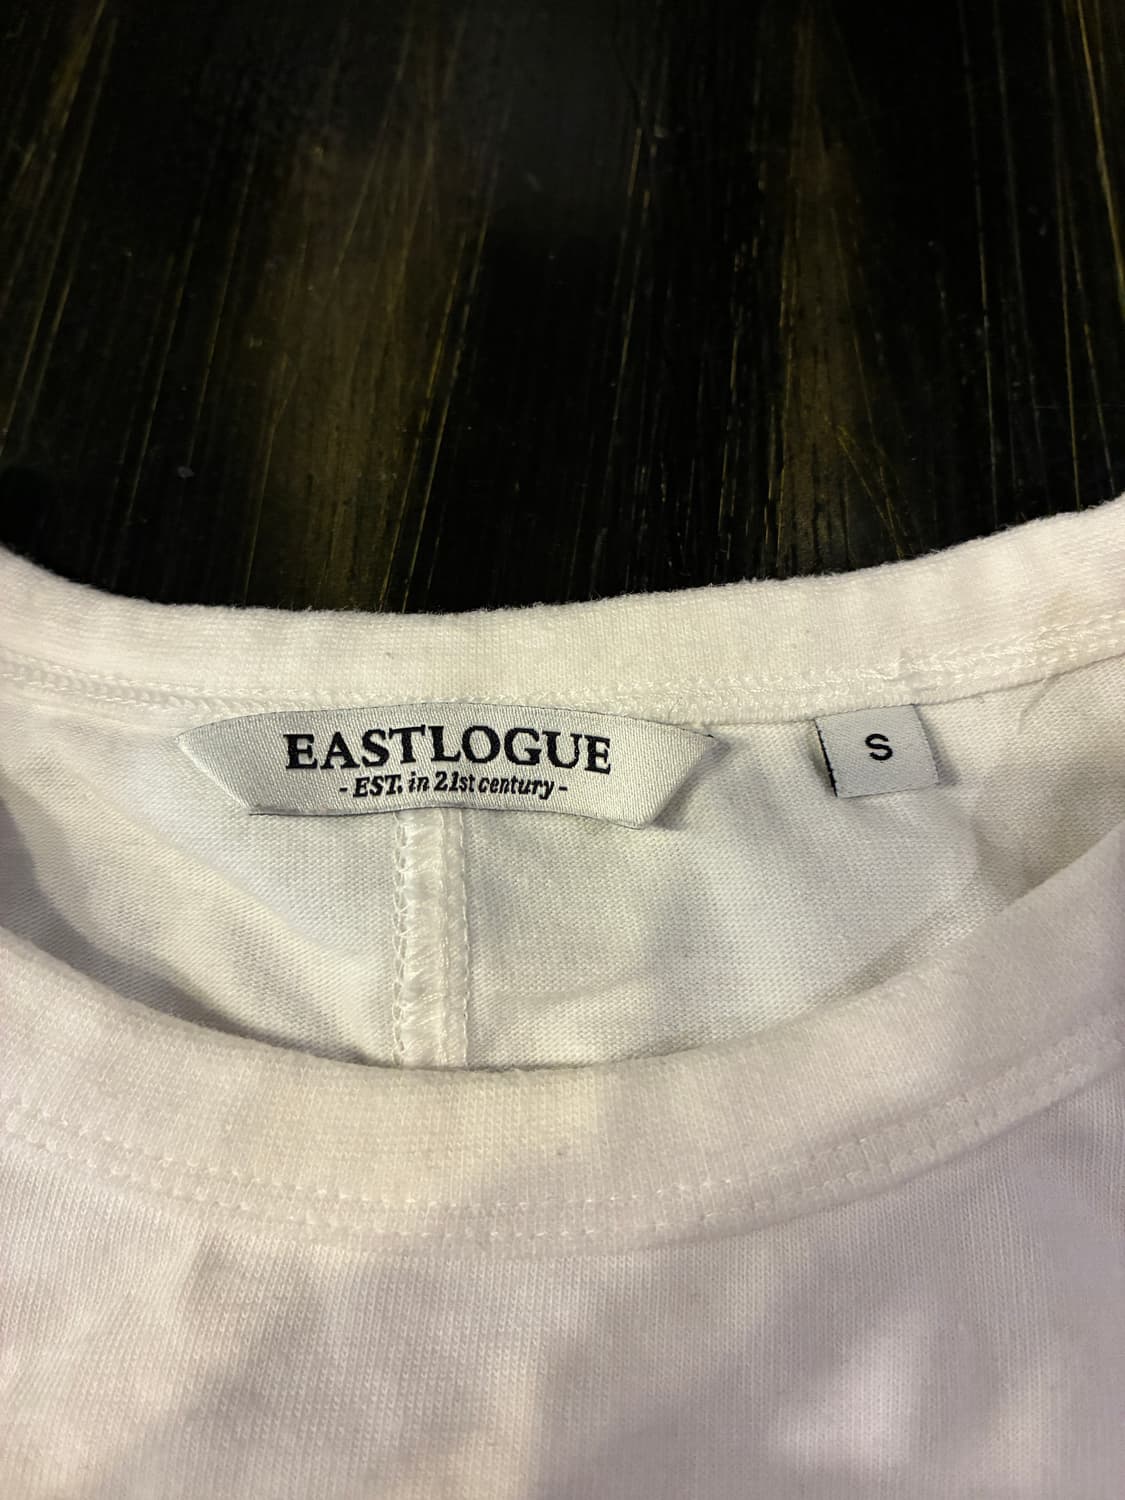 EASTLOGUE
- EST. in 21st century -
S